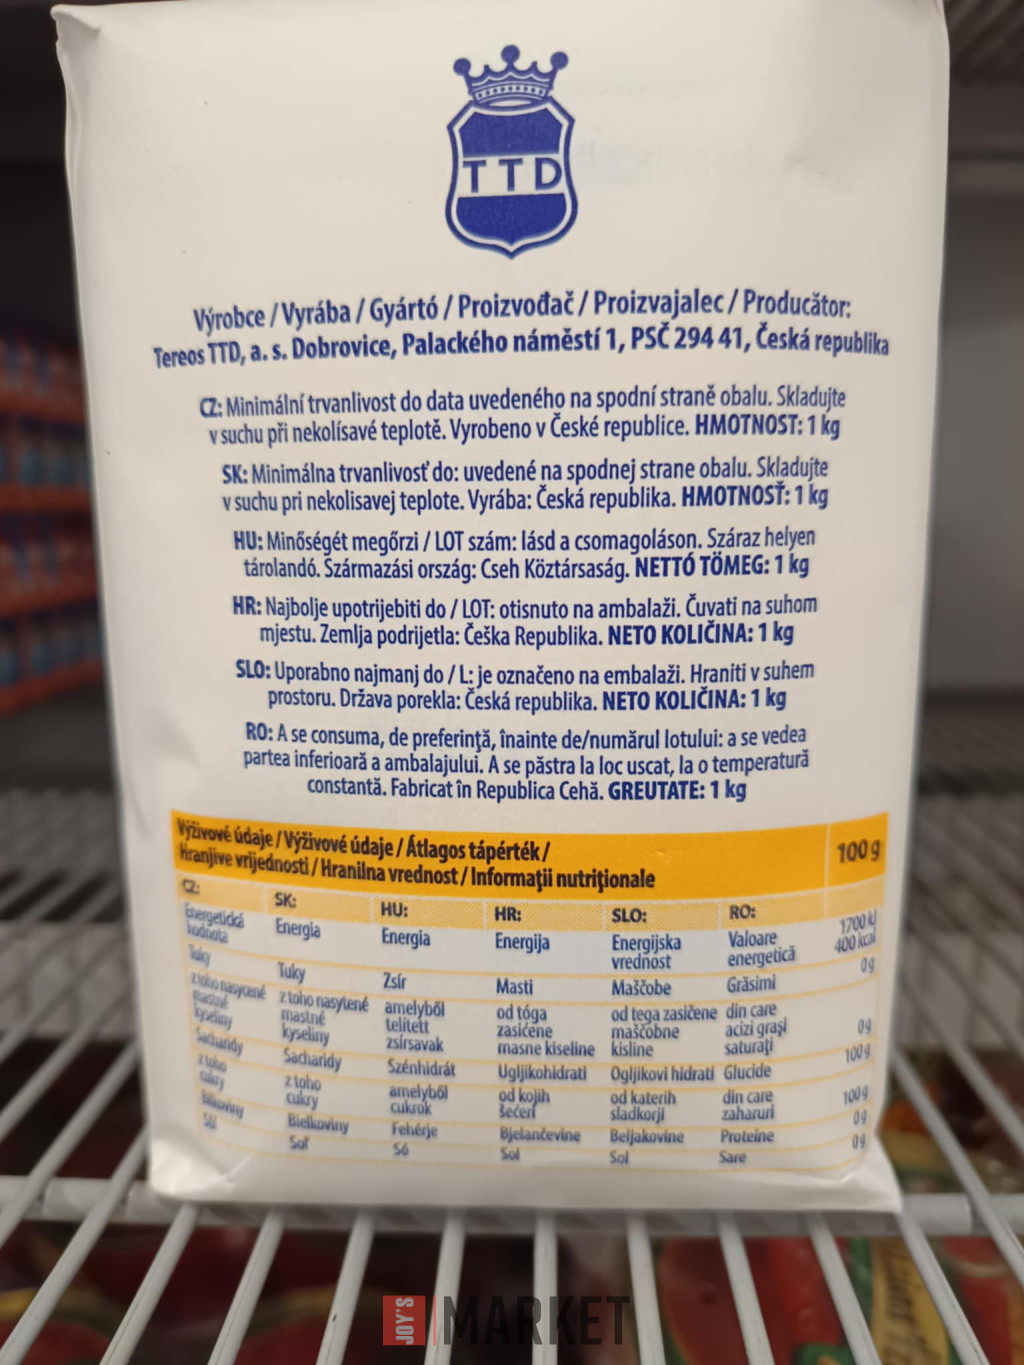 TTD
Výrobce / Vyrába / Gyártó / Proizvođač / Proizvajalec / Producător:
Tereos TTD, a. s. Dobrovice, Palackého náměstí 1, PSČ 294 41, Česká republika
CZ: Minimální trvanlivost do data uvedeného na spodní straně obalu. Skladujte
v suchu při nekolísavé teplotě. Vyrobeno v České republice. HMOTNOST: 1 kg
SK: Minimálna trvanlivosť do: uvedené na spodnej strane obalu. Skladujte
v suchu pri nekolisavej teplote. Vyrába: Česká republika. HMOTNOSŤ: 1 kg
HU: Minőségét megőrzi / LOT szám: lásd a csomagoláson. Száraz helyen
tárolandó. Származási ország: Cseh Köztársaság. NETTÓ TÖMEG: 1 kg
HR: Najbolje upotrijebiti do / LOT: otisnuto na ambalaži. Čuvati na suhom
mjestu. Zemlja podrijetla: Češka Republika. NETO KOLIČINA: 1 kg
SLO: Uporabno najmanj do / L: je označeno na embalaži. Hraniti v suhem
prostoru. Država porekla: Česká republika. NETO KOLIČINA: 1 kg
RO: A se consuma, de preferinţă, înainte de/numărul lotului: a se vedea
partea inferioară a ambalajului. A se păstra la loc uscat, la o temperatură
constantă. Fabricat în Republica Cehă. GREUTATE: 1 kg
Výživové údaje / Výživové údaje / Átlagos tápérték /
Hranjive vrijednosti / Hranilna vrednost / Informaţii nutriţionale
100 g
CZ: SK: HU: HR: SLO: RO:
Energetická Energia Energia Energija Energijska Valoare 1700 kJ
hodnota vrednost energetică 400 kcal
Tuky Tuky Zsír Masti Maščobe Grăsimi 0 g
z toho nasycené z toho nasytené amelyből od tóga od tega zasičene din care
mastné mastné telített zasićene maščobne acizi graşi
kyseliny kyseliny zsírsavak masne kiseline kisline saturaţi 0 g
Sacharidy Sacharidy Szénhidrát Ugljikohidrati Ogljikovi hidrati Glucide 100 g
z toho z toho amelyből od kojih od katerih din care
cukry cukry cukrok šećeri sladkorji zaharuri 100 g
Bílkoviny Bielkoviny Fehérje Bjelančevine Beljakovine Proteine 0 g
Sůl Soľ Só Sol Sol Sare 0 g
JOY'S MARKET